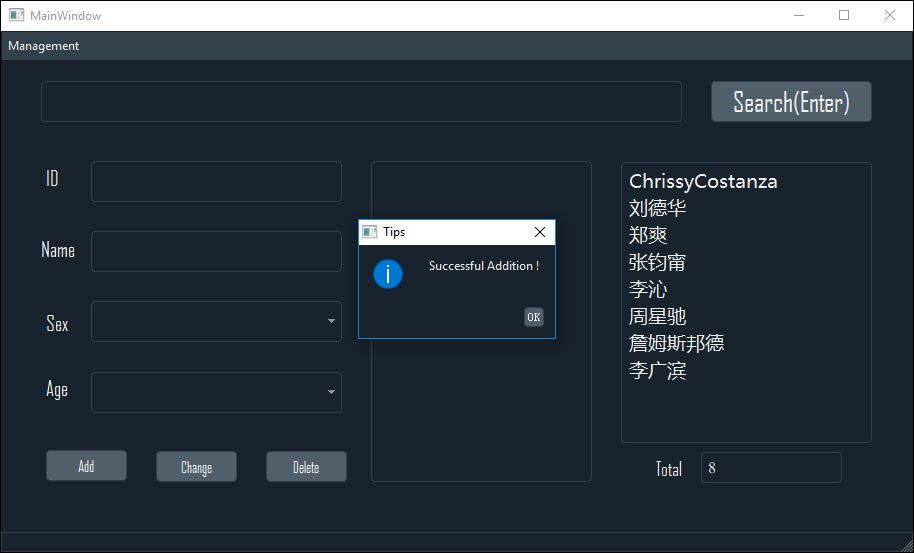 MainWindow
Management
Search(Enter)
ID
Name
Sex
Age
Add
Change
Delete
Tips
Successful Addition !
OK
ChrissyCostanza
刘德华
郑爽
张钧甯
李沁
周星驰
詹姆斯邦德
李广滨
Total
8